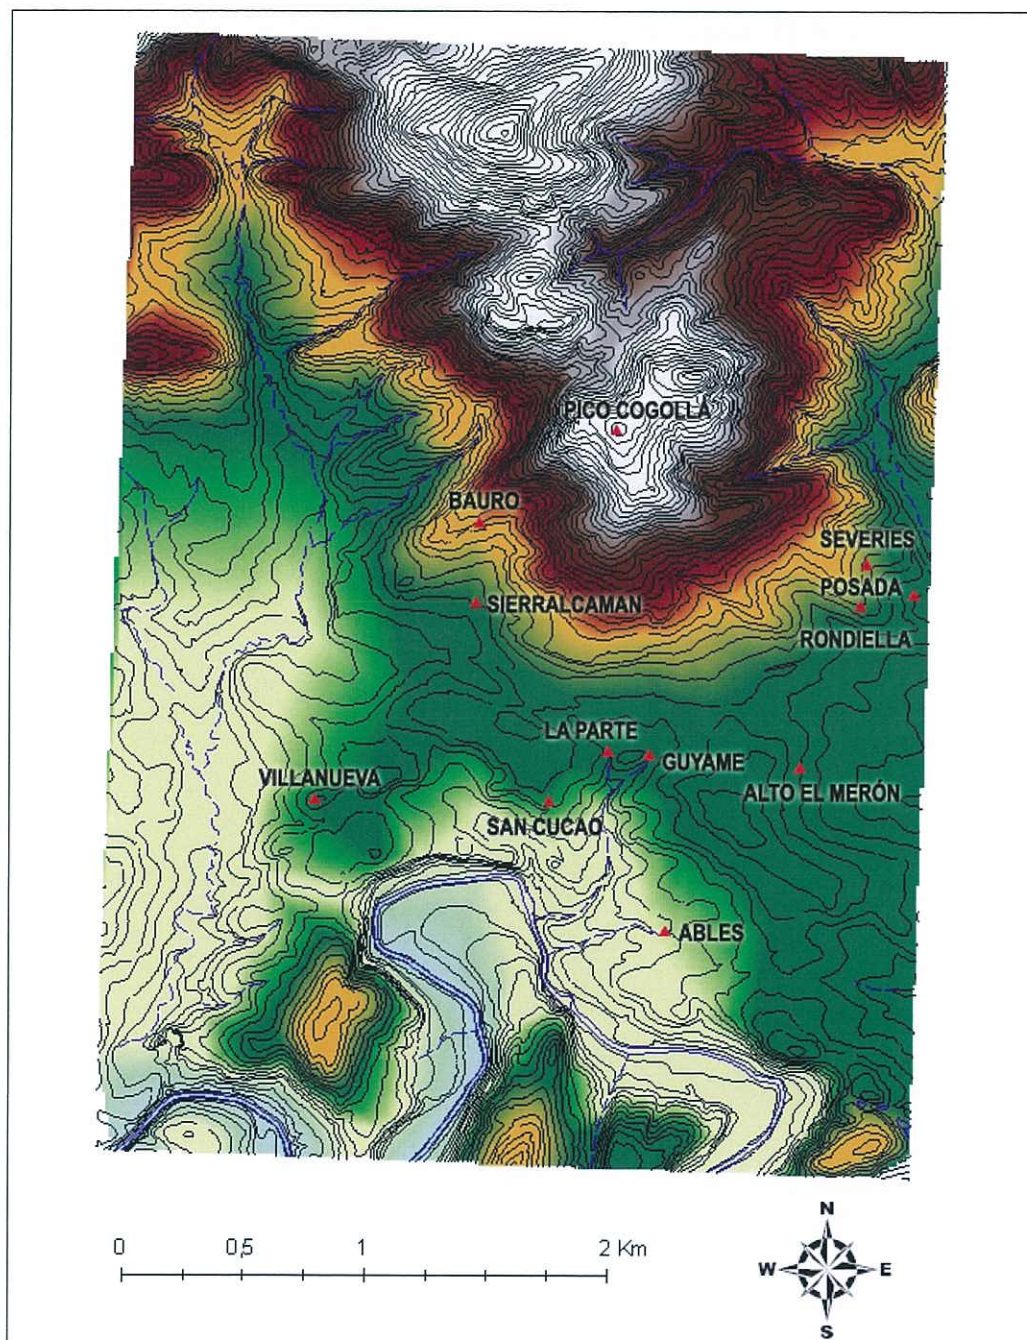 PICO COGOLLA
BAURO
SEVERIES
SIERRALCAMAN
POSADA
RONDIELLA
LA PARTE
GUYAME
VILLANUEVA
ALTO EL MERÓN
SAN CUCAO
ABLES
N
W
E
S
0
0,5
1
2 Km